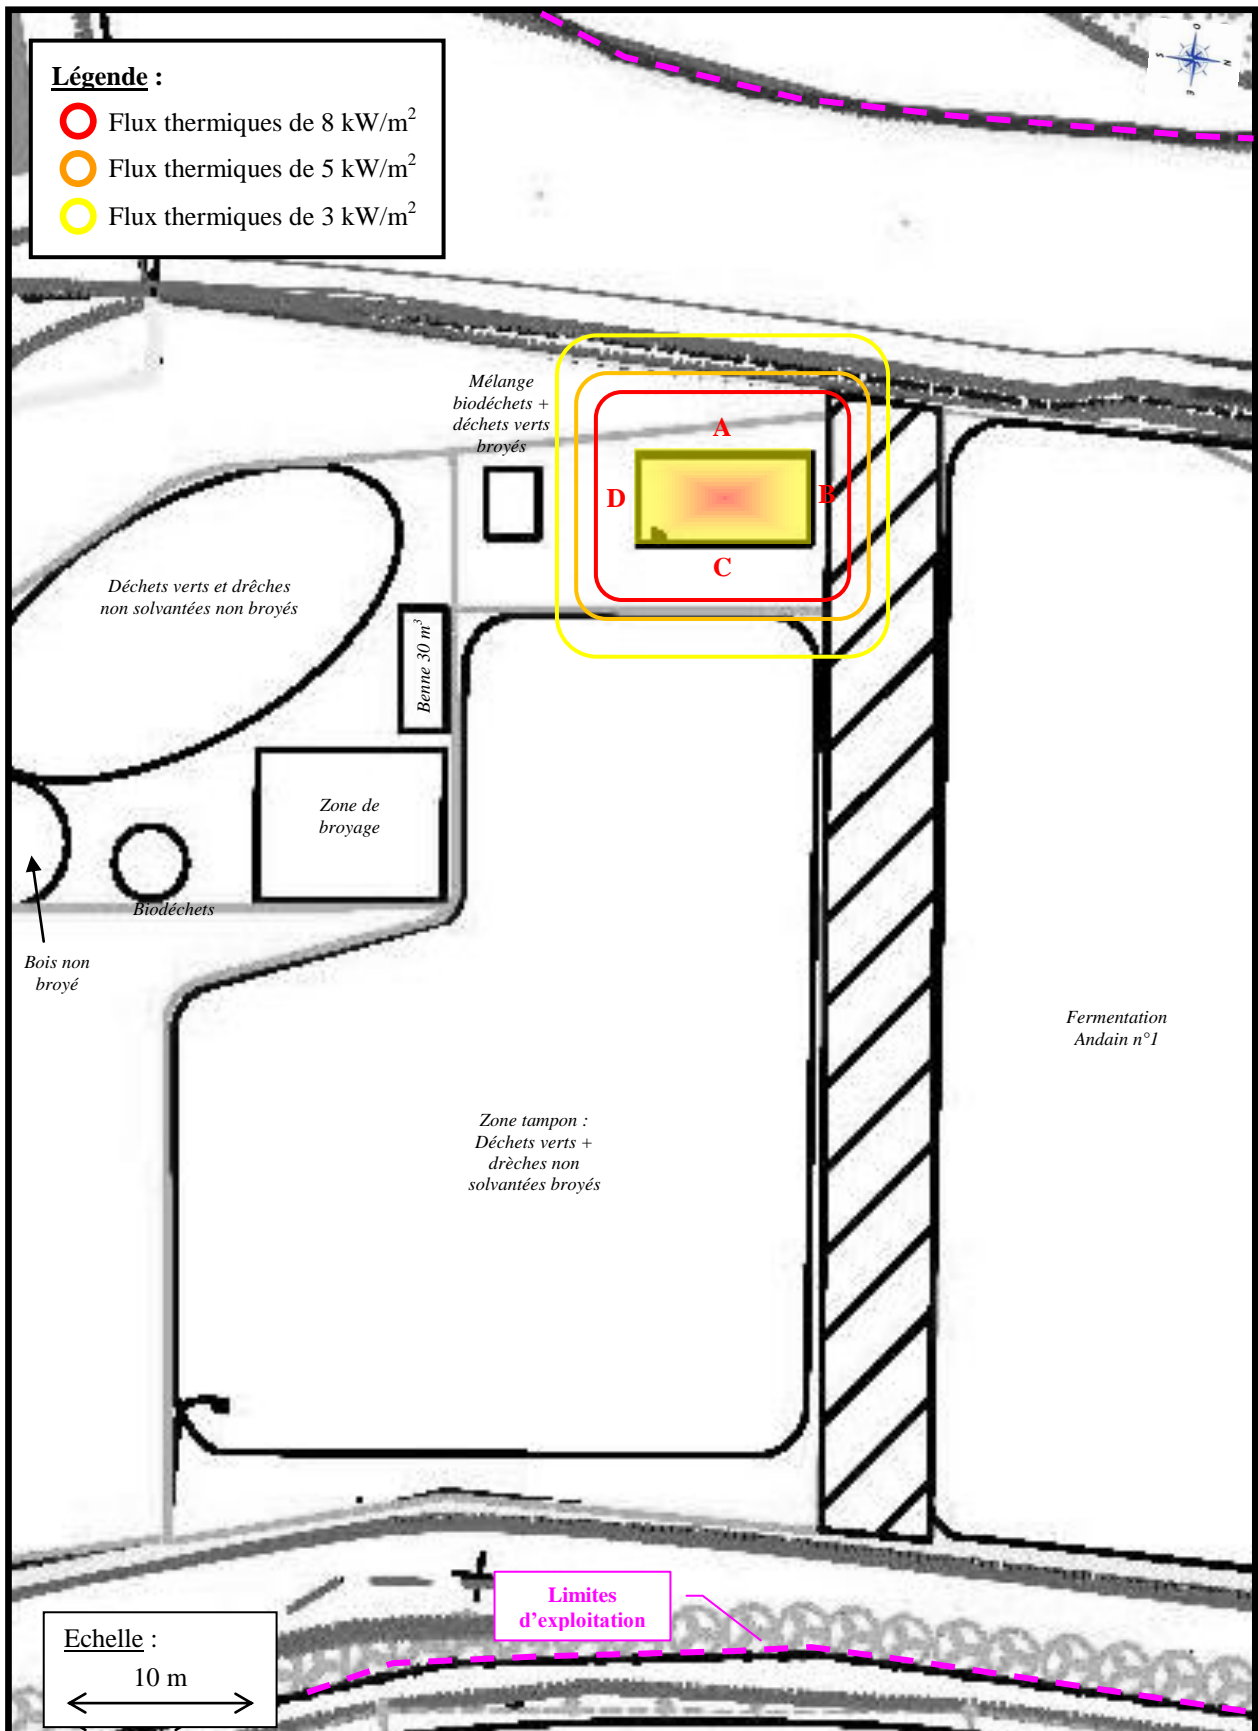 Légende :
Flux thermiques de 8 kW/m²
Flux thermiques de 5 kW/m²
Flux thermiques de 3 kW/m²
O
S
N
E
Mélange
biodéchets +
déchets verts
broyés
A
D
B
C
Déchets verts et drêches
non solvantées non broyés
Benne 30 m³
Zone de
broyage
Biodéchets
Bois non
broyé
Fermentation
Andain n°1
Zone tampon :
Déchets verts +
drèches non
solvantées broyés
Limites
d'exploitation
Echelle :
10 m